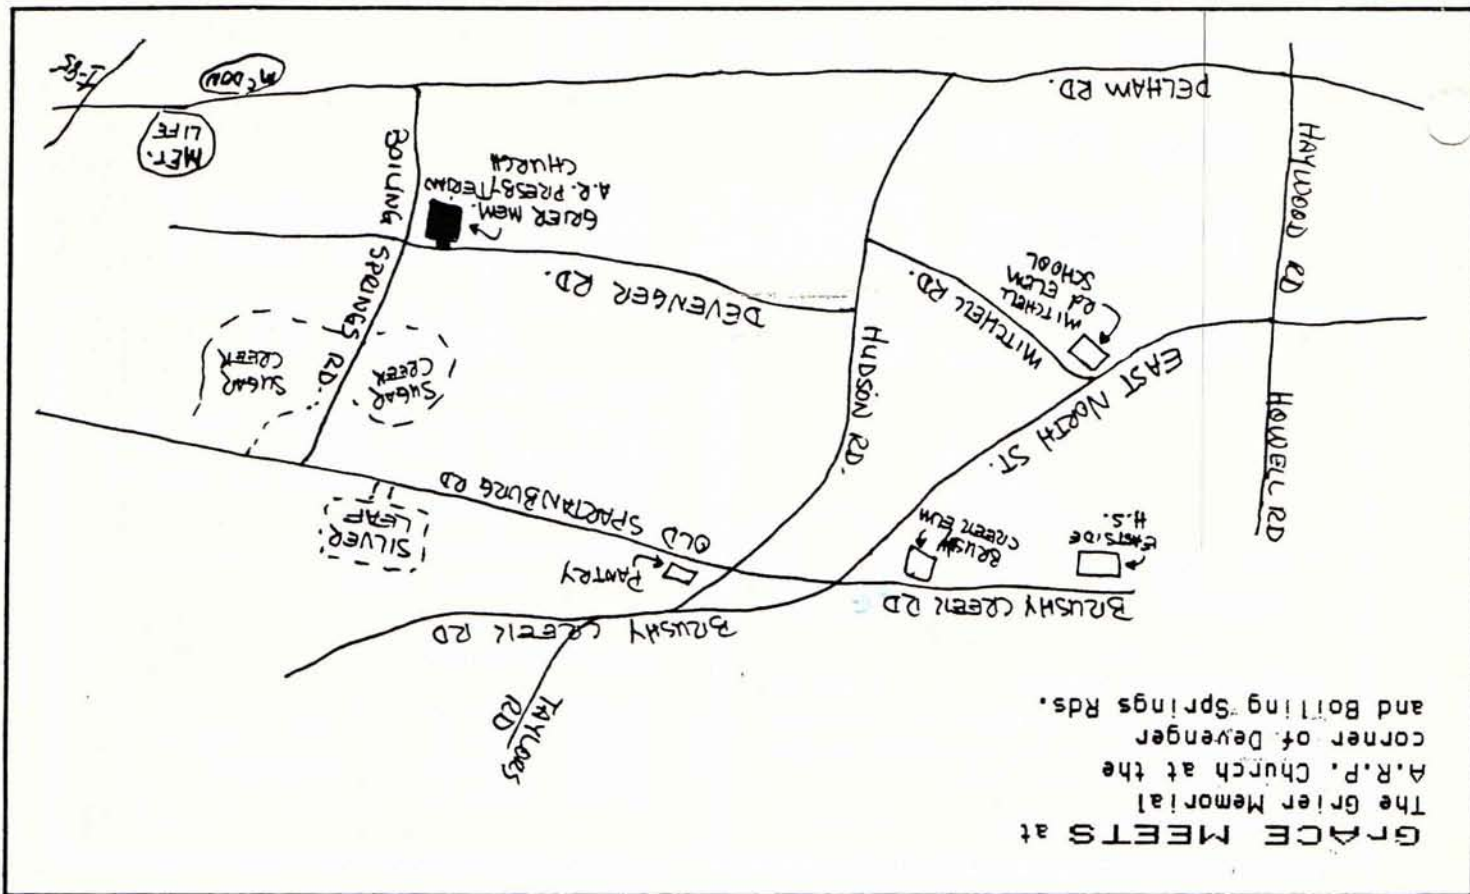 GrACE MEETS at
The Grier Memorial
A.R.P. Church at the
corner of Devenger
and Boiling Springs Rds.
TAYLORS
RD
BRUSHY CREEK RD
BRUSHY CREEK RD
EASTSIDE
H.S.
BRUSHY
CREEK ELM
PANTRY
OLD SPARTANBURG RD
SILVER
LEAF
HOWELL RD
EAST NORTH ST.
HUDSON RD.
SUGAR
CREEK
SUGAR
CREEK
MITCHELL
Rd ELEM
SCHOOL
MITCHELL RD.
DEVENGER RD.
BOILING SPRINGS RD.
HAYWOOD RD
GRIER MEM.
A.R. PRESBYTERIAN
CHURCH
MET.
LIFE
PELHAM RD.
McDON
I-85